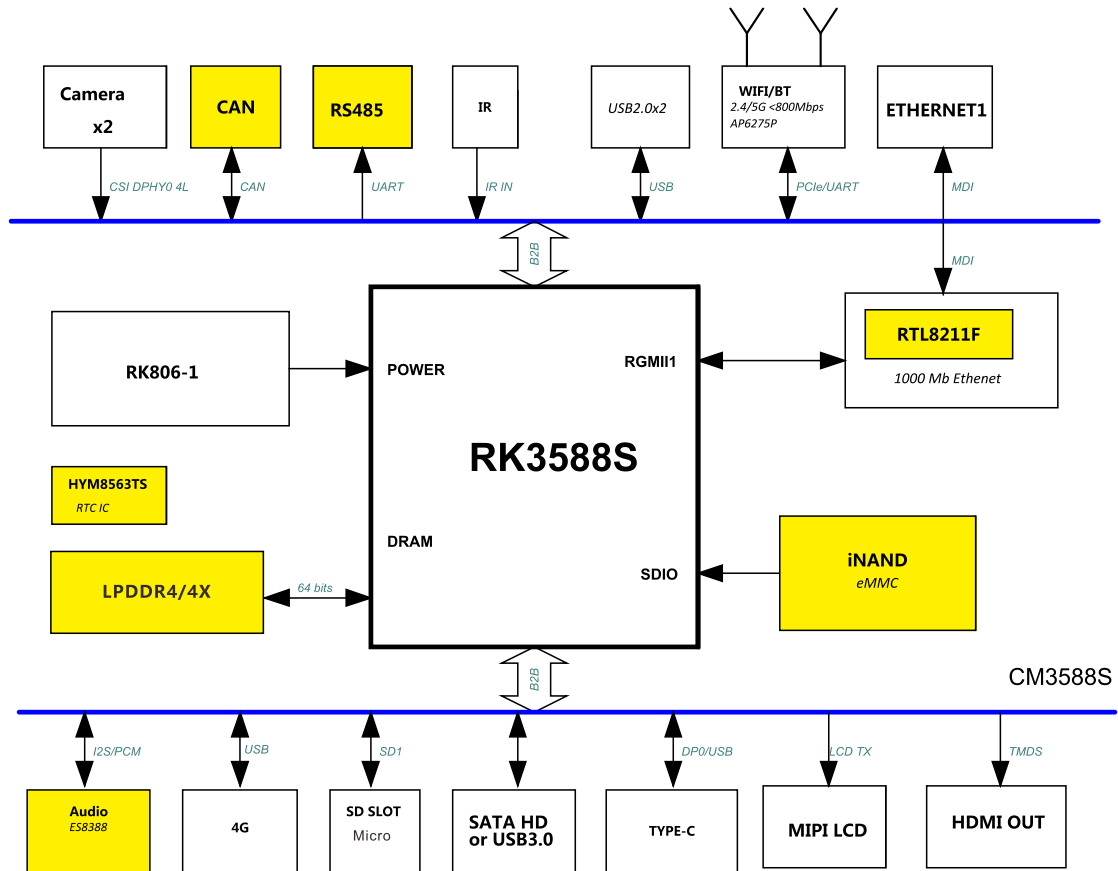 Camera
x2
CAN
RS485
IR
USB2.0x2
WIFI/BT
2.4/5G <800Mbps
AP6275P
ETHERNET1
CSI DPHY0 4L
CAN
UART
IR IN
USB
PCIe/UART
MDI
B2B
MDI
RK806-1
POWER
RGMII1
RTL8211F
1000 Mb Ethenet
RK3588S
HYM8563TS
RTC IC
DRAM
LPDDR4/4X
64 bits
SDIO
iNAND
eMMC
B2B
CM3588S
I2S/PCM
USB
SD1
DP0/USB
LCD TX
TMDS
Audio
ES8388
4G
SD SLOT
Micro
SATA HD
or USB3.0
TYPE-C
MIPI LCD
HDMI OUT